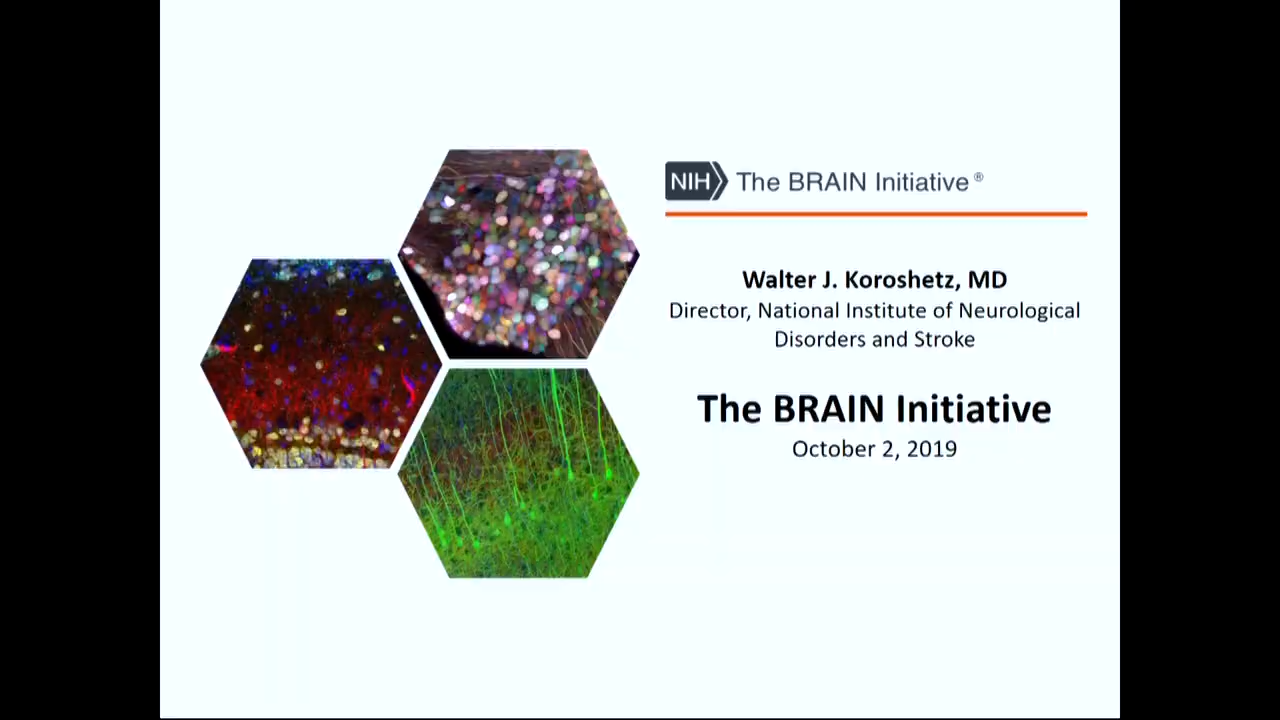 NIH The BRAIN Initiative®
Walter J. Koroshetz, MD
Director, National Institute of Neurological
Disorders and Stroke
The BRAIN Initiative
October 2, 2019